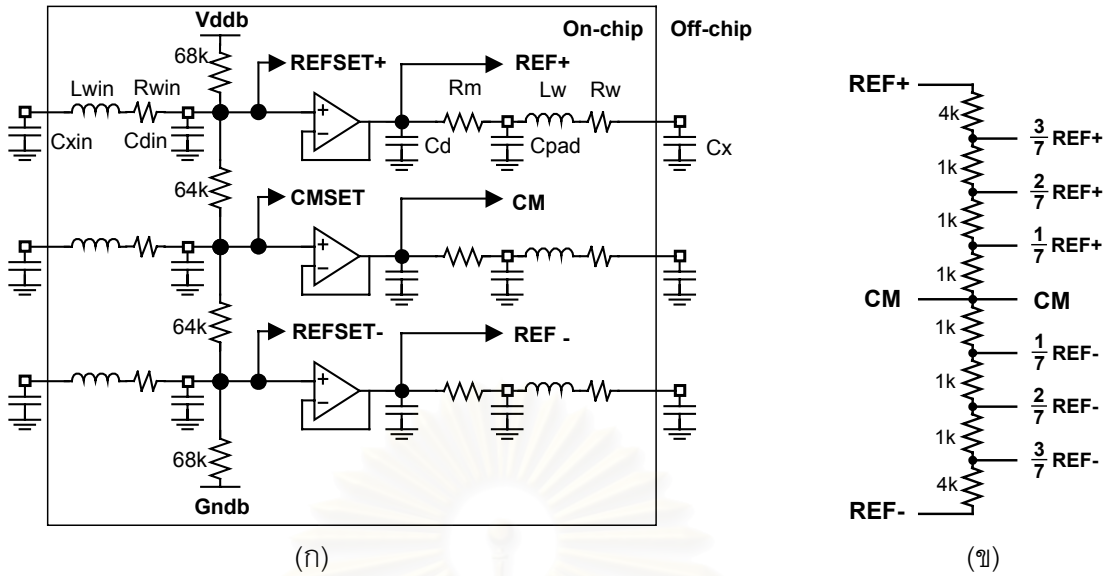 Vddb
On-chip Off-chip
68k
REFSET+
REF+
Lwin Rwin
Rm Lw Rw
+
−
Cxin Cdin
Cd Cpad Cx
64k
CMSET
CM
+
−
64k
REFSET-
REF -
+
−
68k
Gndb
(ก)
REF+
4k
3/7 REF+
1k
2/7 REF+
1k
1/7 REF+
1k
CM CM
1k
1/7 REF-
1k
2/7 REF-
1k
3/7 REF-
4k
REF-
(ข)